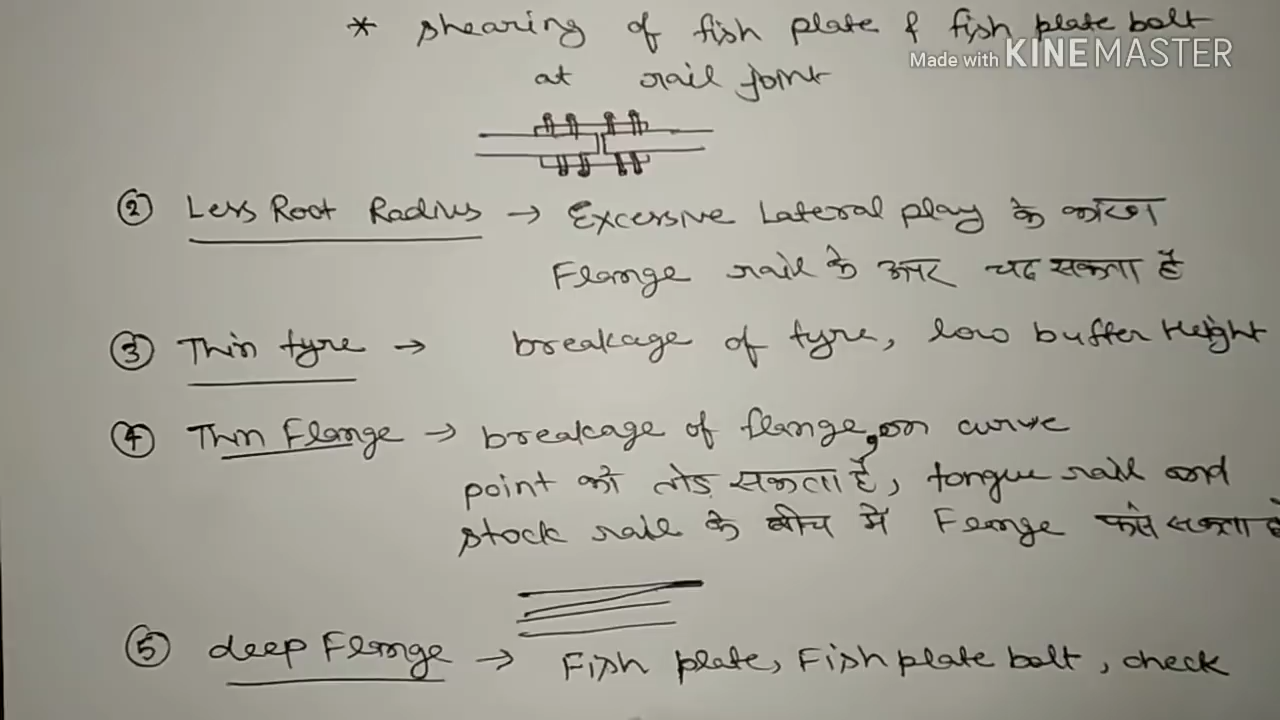 * shearing of fish plate & fish plate bolt
Made with KINEMASTER
at rail joint
② Less Root Radius → Excessive Lateral play के कारण
Flange rail के ऊपर चढ सकता है
③ Thin tyre → breakage of tyre, low buffer Height
④ Thin Flange → breakage of flange, on curve
point को तोड़ सकता है, tongue rail and
stock rail के बीच में Flange फंस सकता है
⑤ deep Flange → Fish plate, Fish plate bolt, check